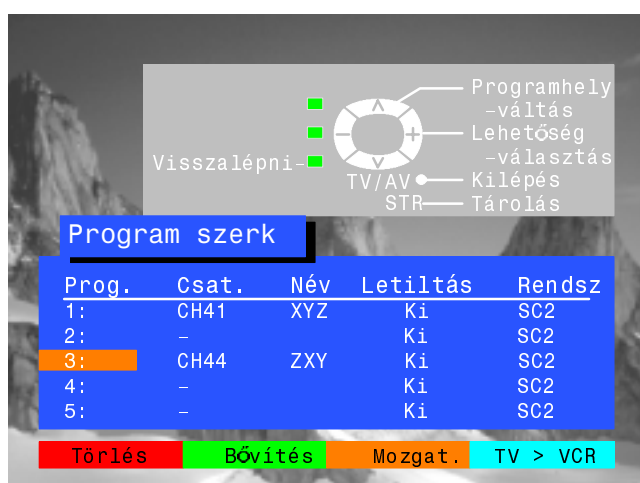 Programhely
-váltás
Lehetőség
-választás
Visszalépni-
TV/AV
Kilépés
STR
Tárolás
Program szerk
Prog. Csat. Név Letiltás Rendsz
1: CH41 XYZ Ki SC2
2: - Ki SC2
3: CH44 ZXY Ki SC2
4: - Ki SC2
5: - Ki SC2
Törlés Bővítés Mozgat. TV > VCR